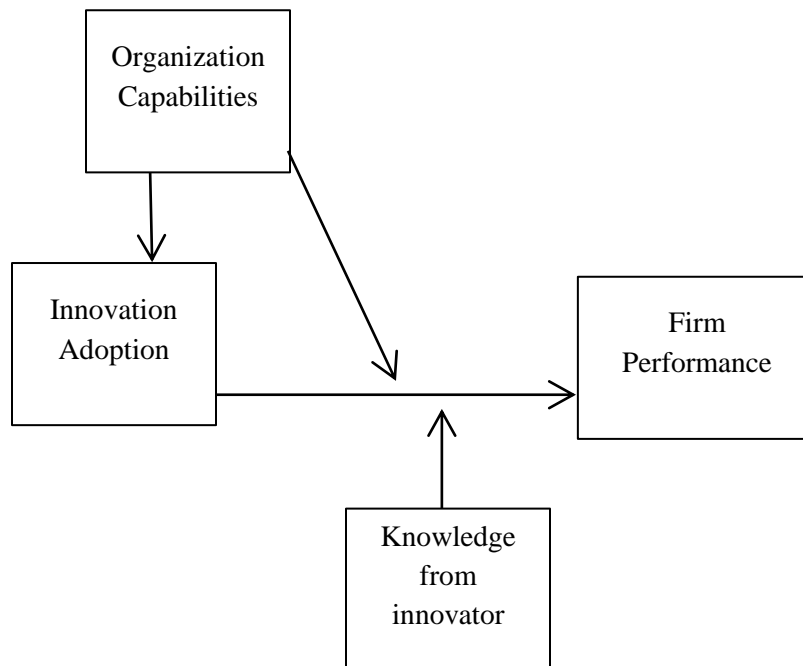 Organization
Capabilities
Innovation
Adoption
Firm
Performance
Knowledge
from
innovator